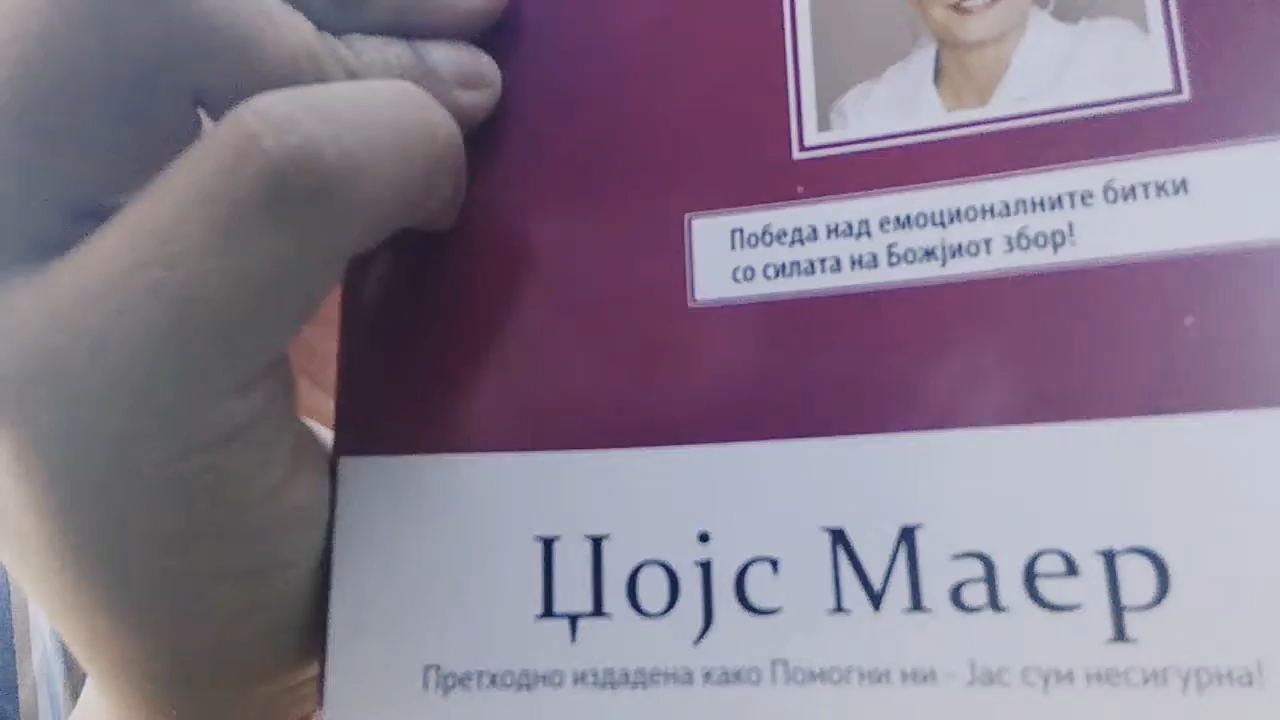 Победа над емоционалните битки
со силата на Божјиот збор!
Џојс Маер
Претходно издадена како Помогни ми - Јас сум несигурна!